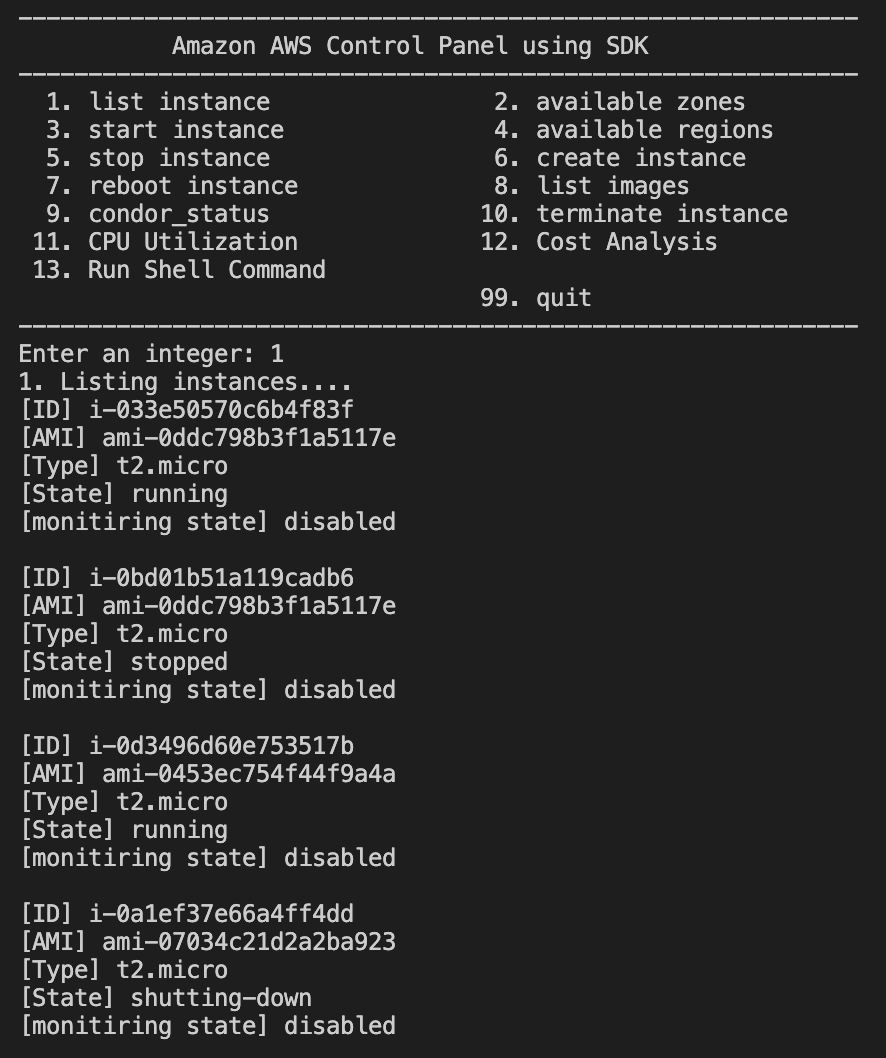 ------------------------------------------------------------
Amazon AWS Control Panel using SDK
------------------------------------------------------------
1. list instance                2. available zones
3. start instance               4. available regions
5. stop instance                6. create instance
7. reboot instance              8. list images
9. condor_status               10. terminate instance
11. CPU Utilization             12. Cost Analysis
13. Run Shell Command
99. quit
------------------------------------------------------------
Enter an integer: 1
1. Listing instances....
[ID] i-033e50570c6b4f83f
[AMI] ami-0ddc798b3f1a5117e
[Type] t2.micro
[State] running
[monitiring state] disabled
[ID] i-0bd01b51a119cadb6
[AMI] ami-0ddc798b3f1a5117e
[Type] t2.micro
[State] stopped
[monitiring state] disabled
[ID] i-0d3496d60e753517b
[AMI] ami-0453ec754f44f9a4a
[Type] t2.micro
[State] running
[monitiring state] disabled
[ID] i-0a1ef37e66a4ff4dd
[AMI] ami-07034c21d2a2ba923
[Type] t2.micro
[State] shutting-down
[monitiring state] disabled